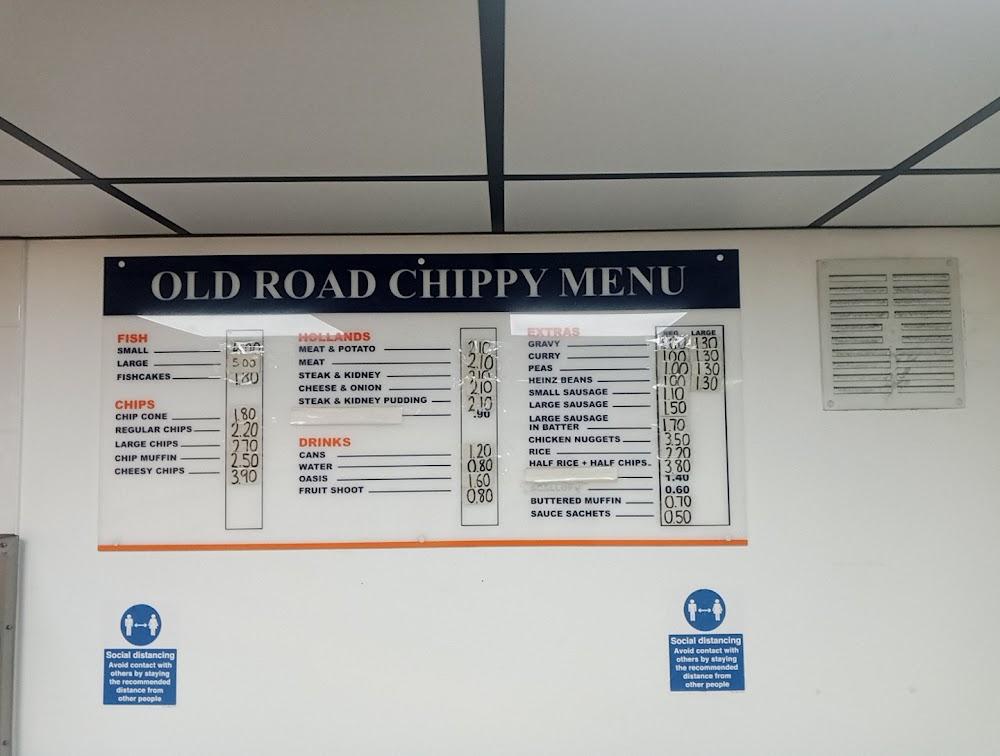 OLD ROAD CHIPPY MENU
FISH
SMALL
LARGE 5.00
FISHCAKES 1.80
CHIPS
CHIP CONE 1.80
REGULAR CHIPS 2.20
LARGE CHIPS 2.70
CHIP MUFFIN 2.50
CHEESY CHIPS 3.90
HOLLANDS
MEAT & POTATO 2.10
MEAT 2.10
STEAK & KIDNEY 2.10
CHEESE & ONION 2.10
STEAK & KIDNEY PUDDING 2.10
.90
DRINKS
CANS 1.20
WATER 0.80
OASIS 1.60
FRUIT SHOOT 0.80
EXTRAS REG. LARGE
GRAVY 1.30
CURRY 1.00 1.30
PEAS 1.00 1.30
HEINZ BEANS 1.00 1.30
SMALL SAUSAGE 1.10
LARGE SAUSAGE 1.50
LARGE SAUSAGE
IN BATTER 1.70
CHICKEN NUGGETS 3.50
RICE 2.20
HALF RICE + HALF CHIPS 3.80
1.40
0.60
BUTTERED MUFFIN 0.70
SAUCE SACHETS 0.50
Social distancing
Avoid contact with
others by staying
the recommended
distance from
other people
Social distancing
Avoid contact with
others by staying
the recommended
distance from
other people